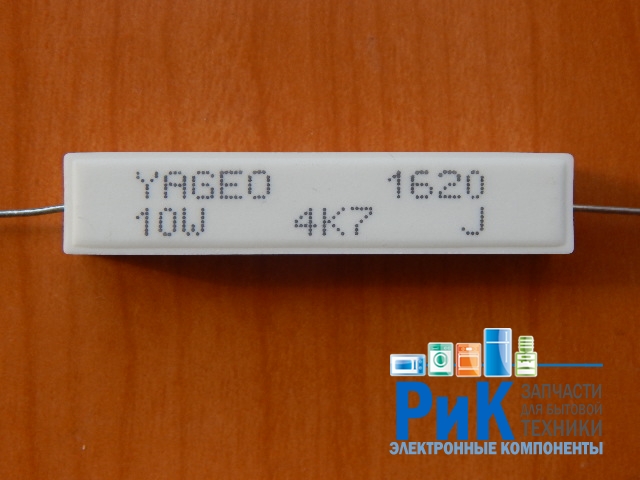 YAGEO 1620
10W 4K7 J
РиК
ЗАПЧАСТИ
ДЛЯ БЫТОВОЙ
ТЕХНИКИ
ЭЛЕКТРОННЫЕ КОМПОНЕНТЫ